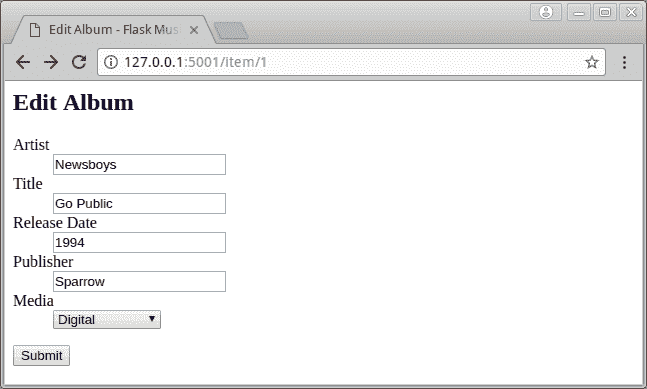 Edit Album - Flask Mus
127.0.0.1:5001/item/1
Edit Album
Artist
Newsboys
Title
Go Public
Release Date
1994
Publisher
Sparrow
Media
Digital
Submit